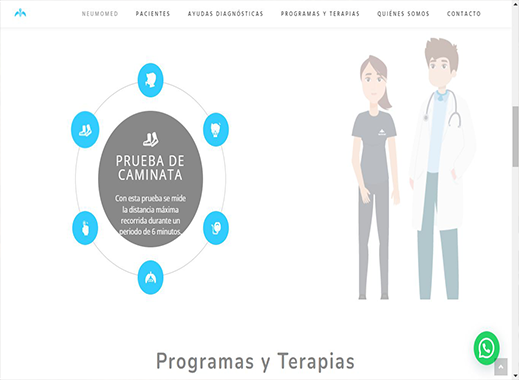 NEUMOMED PACIENTES AYUDAS DIAGNÓSTICAS PROGRAMAS Y TERAPIAS QUIÉNES SOMOS CONTACTO
PRUEBA DE
CAMINATA
Con esta prueba se mide
la distancia máxima
recorrida durante un
periodo de 6 minutos.
Programas y Terapias